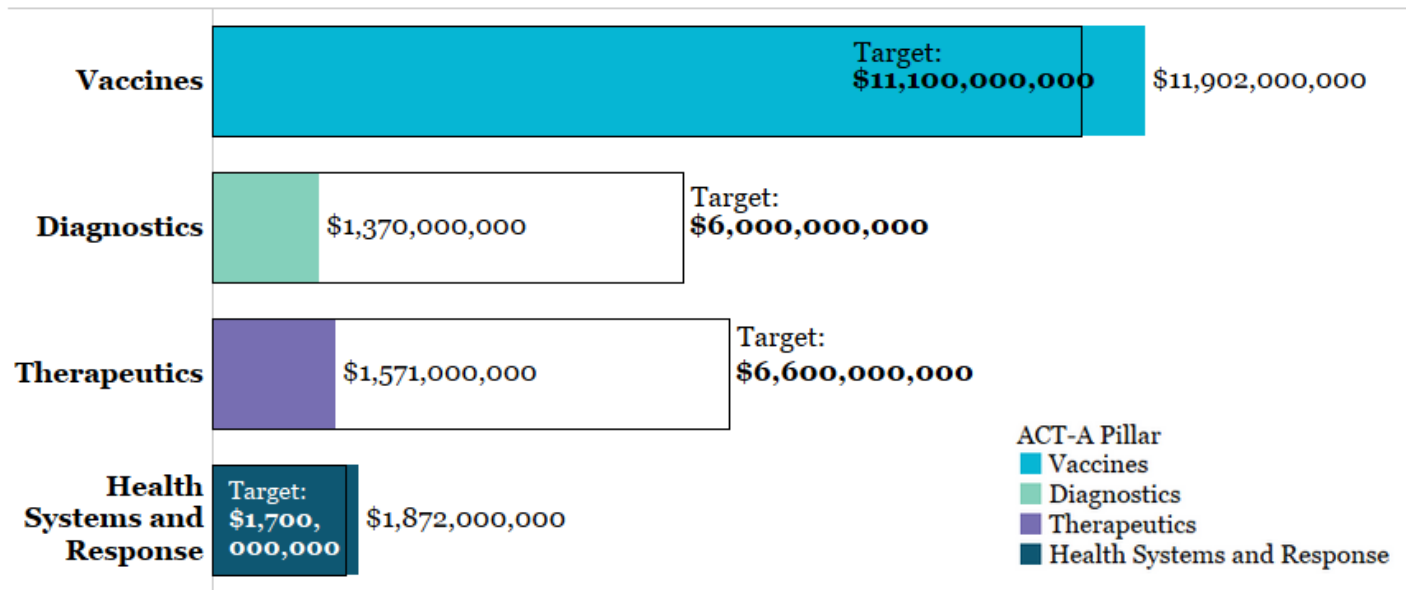 Vaccines
Target:
$11,100,000,000
$11,902,000,000
Diagnostics
$1,370,000,000
Target:
$6,000,000,000
Therapeutics
$1,571,000,000
Target:
$6,600,000,000
Health
Systems and
Response
Target:
$1,700,
000,000
$1,872,000,000
ACT-A Pillar
Vaccines
Diagnostics
Therapeutics
Health Systems and Response